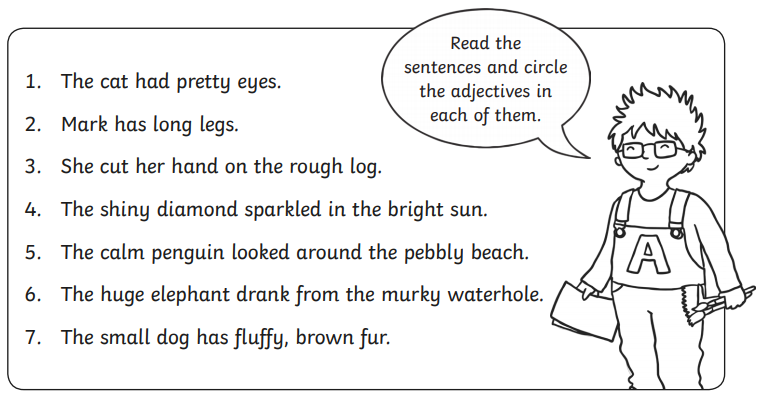 Read the
sentences and circle
the adjectives in
each of them.
1. The cat had pretty eyes.
2. Mark has long legs.
3. She cut her hand on the rough log.
4. The shiny diamond sparkled in the bright sun.
5. The calm penguin looked around the pebbly beach.
6. The huge elephant drank from the murky waterhole.
7. The small dog has fluffy, brown fur.
A